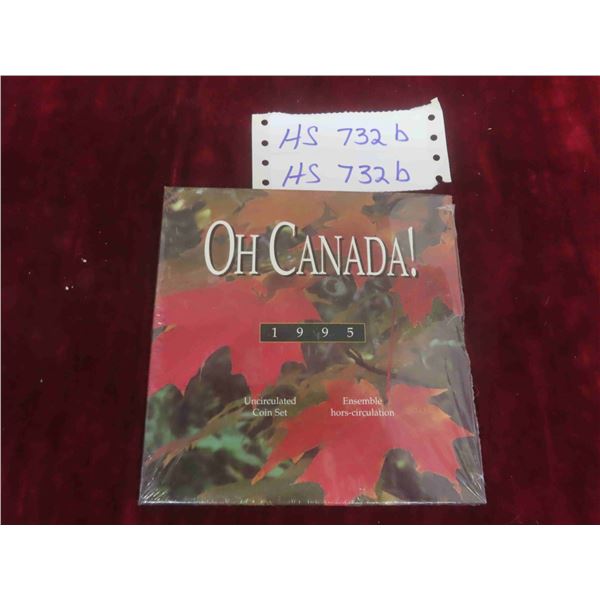 HS 732b
HS 732b
OH CANADA!
1995
Uncirculated
Coin Set
Ensemble
hors-circulation